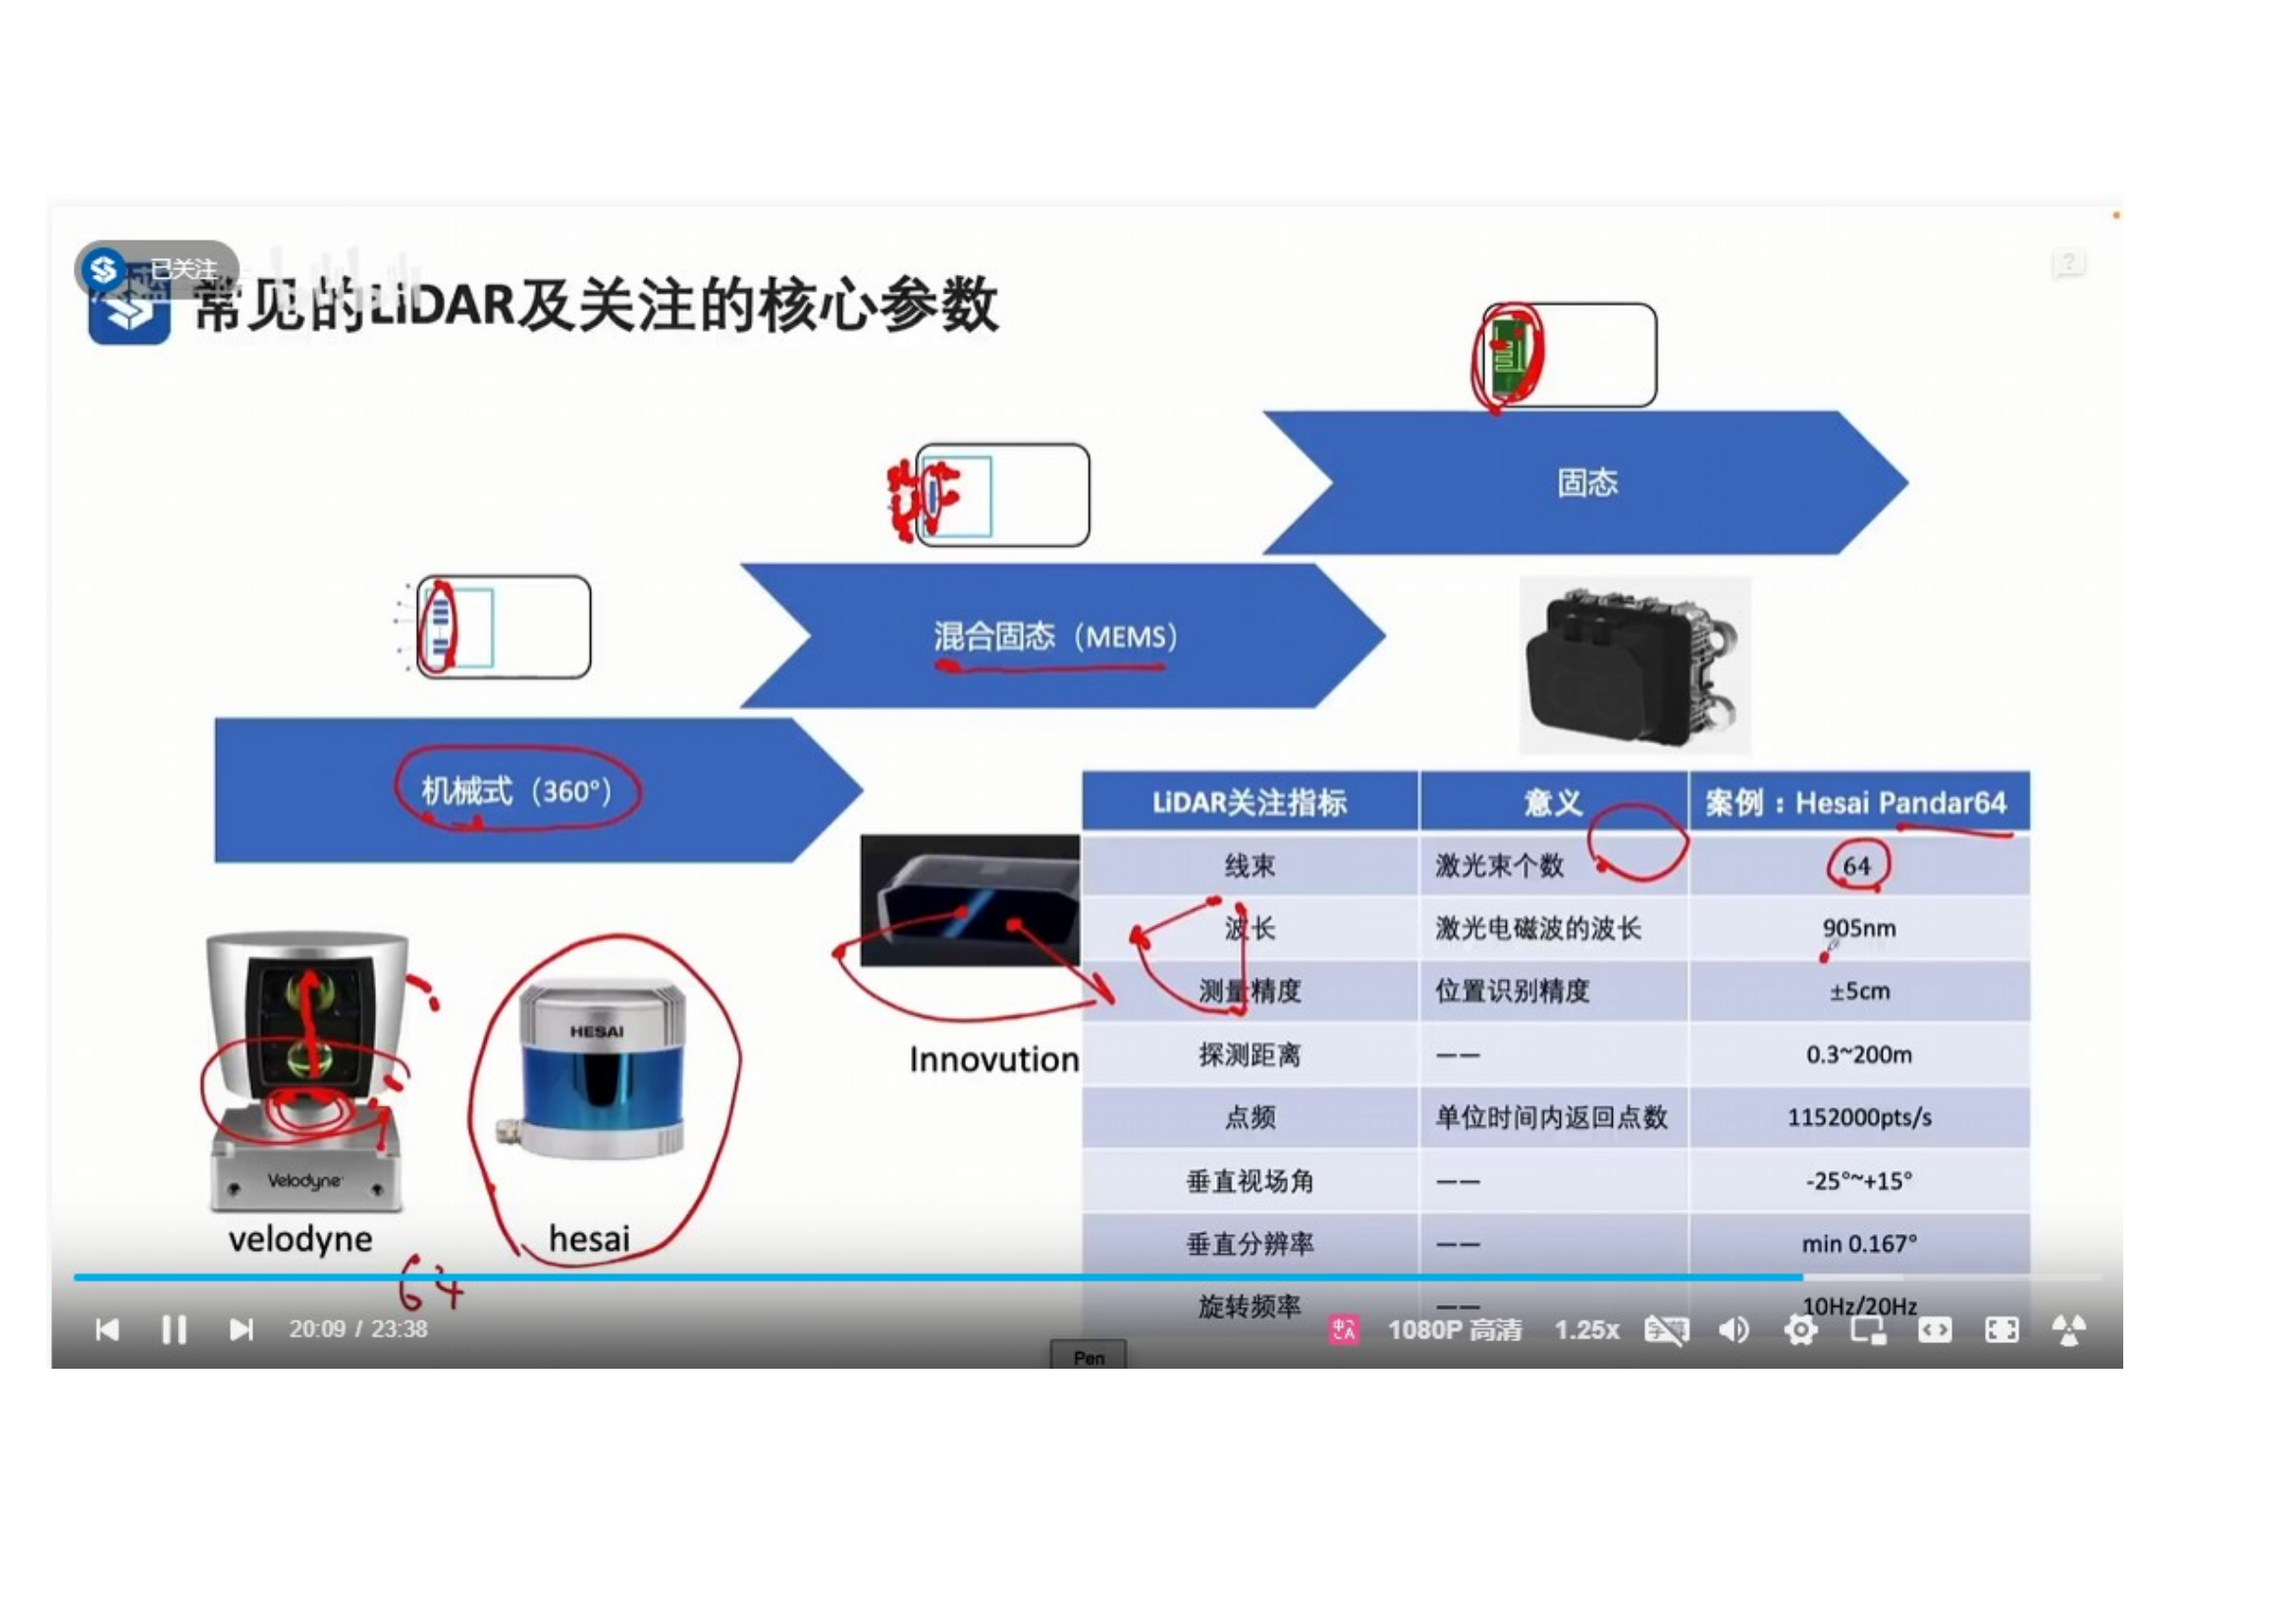 已关注
常见的LiDAR及关注的核心参数
固态
混合固态（MEMS）
机械式（360°）
LiDAR关注指标 意义 案例：Hesai Pandar64
线束 激光束个数 64
波长 激光电磁波的波长 905nm
测量精度 位置识别精度 ±5cm
探测距离 —— 0.3~200m
点频 单位时间内返回点数 1152000pts/s
垂直视场角 —— -25°~+15°
垂直分辨率 —— min 0.167°
旋转频率 —— 10Hz/20Hz
HESAI
Innovution
Velodyne
velodyne
hesai
64
20:09 / 23:38
1080P 高清
1.25x
Pen